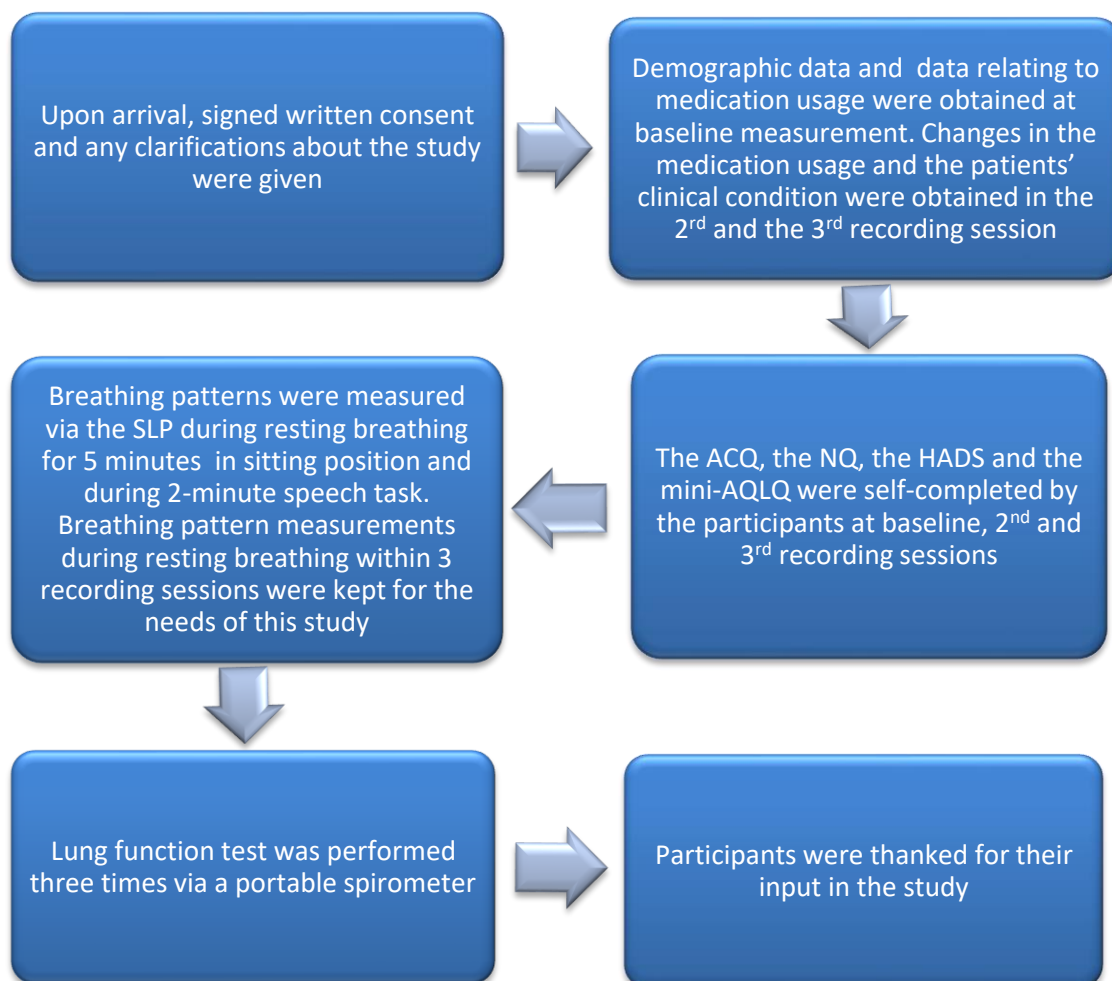 Upon arrival, signed written consent
and any clarifications about the study
were given
Demographic data and data relating to
medication usage were obtained at
baseline measurement. Changes in the
medication usage and the patients’
clinical condition were obtained in the
2rd and the 3rd recording session
The ACQ, the NQ, the HADS and the
mini-AQLQ were self-completed by
the participants at baseline, 2nd and
3rd recording sessions
Breathing patterns were measured
via the SLP during resting breathing
for 5 minutes in sitting position and
during 2-minute speech task.
Breathing pattern measurements
during resting breathing within 3
recording sessions were kept for the
needs of this study
Lung function test was performed
three times via a portable spirometer
Participants were thanked for their
input in the study